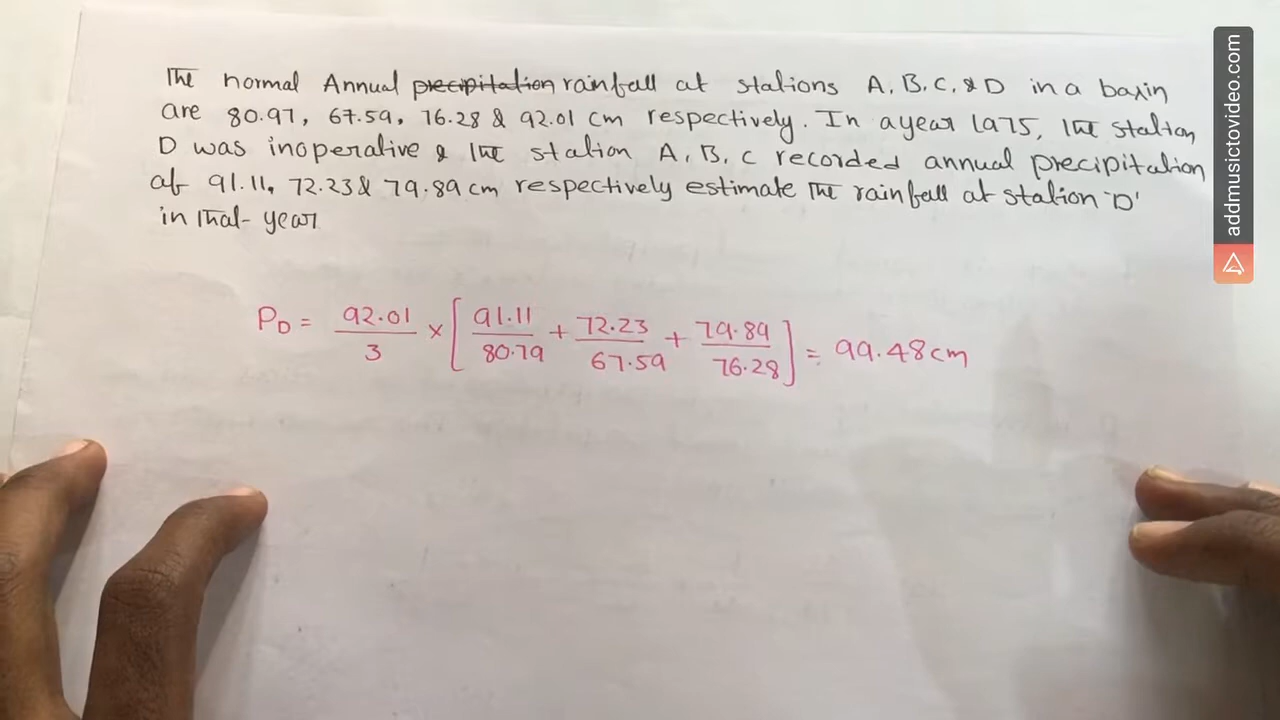 The normal Annual precipitation rainfall at stations A, B, C, & D in a basin
are 80.97, 67.59, 76.28 & 92.01 cm respectively. In a year 1975, the station
D was inoperative & the station A, B, C recorded annual precipitation
of 91.11, 72.23 & 79.89 cm respectively estimate the rainfall at station 'D'
in that year
P_D = 92.01/3 × [91.11/80.79 + 72.23/67.59 + 79.89/76.28] = 99.48 cm
addmusictovideo.com